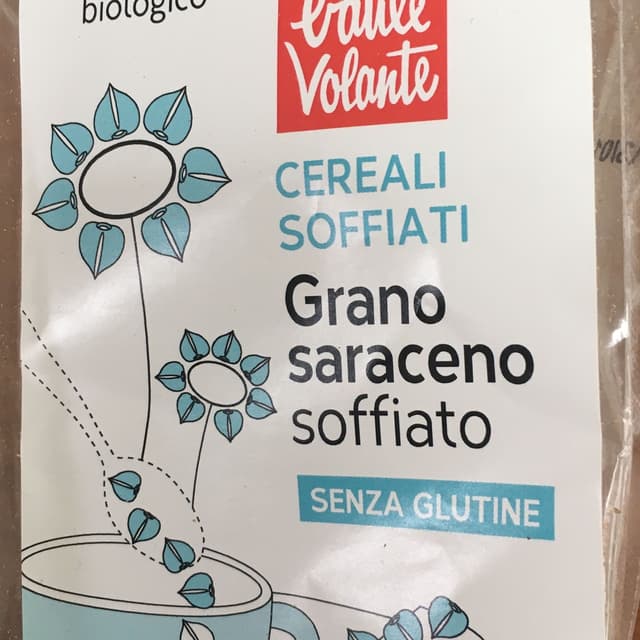 biologico
baule
Volante
CEREALI
SOFFIATI
Grano
saraceno
soffiato
SENZA GLUTINE